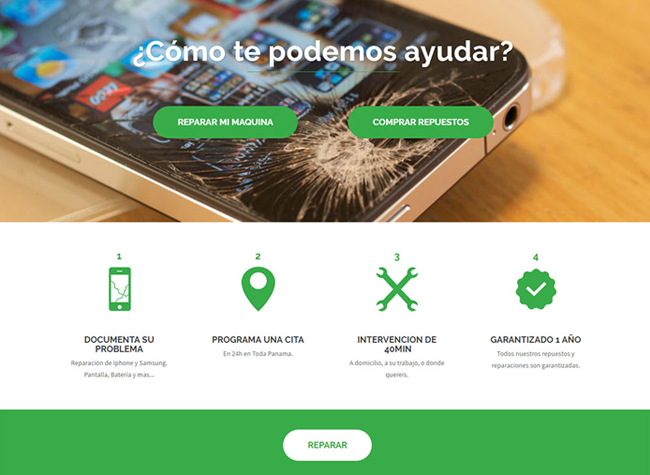 ¿Cómo te podemos ayudar?
REPARAR MI MAQUINA
COMPRAR REPUESTOS
1
DOCUMENTA SU
PROBLEMA
Reparación de Iphone y Samsung.
Pantalla, Batería y mas...
2
PROGRAMA UNA CITA
En 24h en Toda Panama.
3
INTERVENCION DE
40MIN
A domicilio, a su trabajo, o donde
quereis.
4
GARANTIZADO 1 AÑO
Todos nuestros repuestos y
reparaciones son garantizadas.
REPARAR